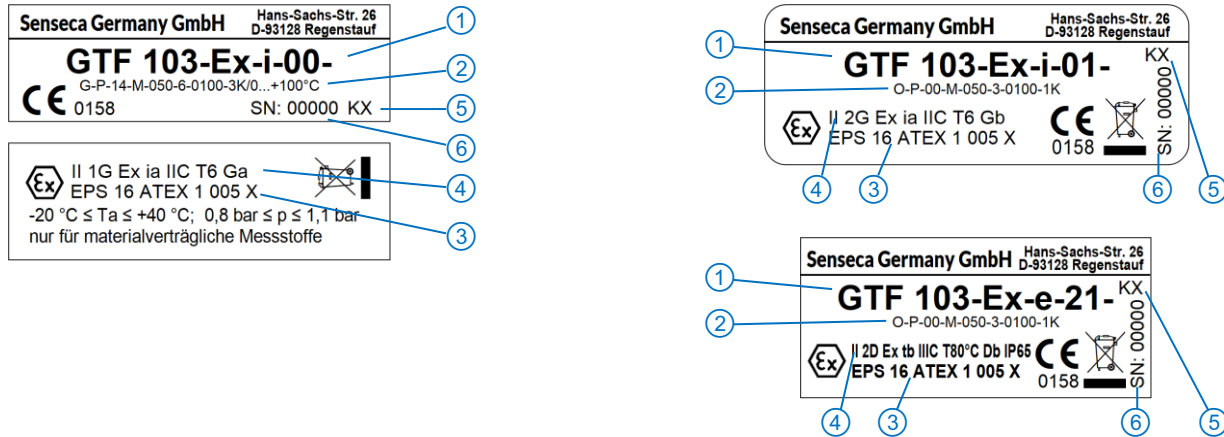 Senseca Germany GmbH Hans-Sachs-Str. 26
D-93128 Regenstauf
GTF 103-Ex-i-00-
G-P-14-M-050-6-0100-3K/0...+100°C
CE 0158 SN: 00000 KX
1
2
5
6
Ex II 1G Ex ia IIC T6 Ga
EPS 16 ATEX 1 005 X
-20 °C ≤ Ta ≤ +40 °C; 0,8 bar ≤ p ≤ 1,1 bar
nur für materialverträgliche Messstoffe
4
3
Senseca Germany GmbH Hans-Sachs-Str. 26
D-93128 Regenstauf
GTF 103-Ex-i-01-
O-P-00-M-050-3-0100-1K
Ex II 2G Ex ia IIC T6 Gb
EPS 16 ATEX 1 005 X
CE 0158
KX
SN: 00000
1
2
4
3
6
5
Senseca Germany GmbH Hans-Sachs-Str. 26
D-93128 Regenstauf
GTF 103-Ex-e-21-
O-P-00-M-050-3-0100-1K
Ex II 2D Ex tb IIIC T80°C Db IP65
EPS 16 ATEX 1 005 X
CE 0158
KX
SN: 00000
1
2
4
3
6
5